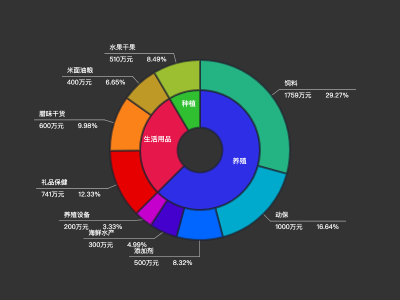 水果干果
510万元 8.49%
米面油粮
400万元 6.65%
腊味干货
600万元 9.98%
礼品保健
741万元 12.33%
养殖设备
200万元 3.33%
海鲜水产
300万元 4.99%
添加剂
500万元 8.32%
饲料
1759万元 29.27%
动保
1000万元 16.64%
种植
生活用品
养殖